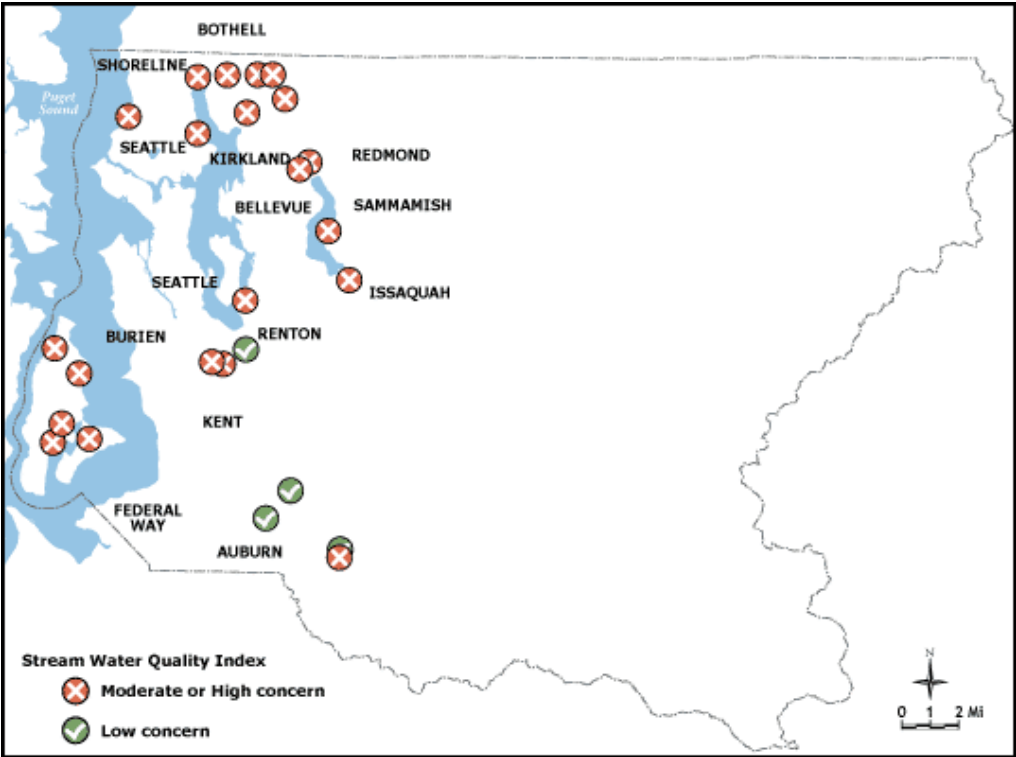 BOTHELL
SHORELINE
Puget
Sound
SEATTLE
KIRKLAND
REDMOND
BELLEVUE
SAMMAMISH
SEATTLE
ISSAQUAH
BURIEN
RENTON
KENT
FEDERAL
WAY
AUBURN
Stream Water Quality Index
Moderate or High concern
Low concern
N
0 1 2 Mi